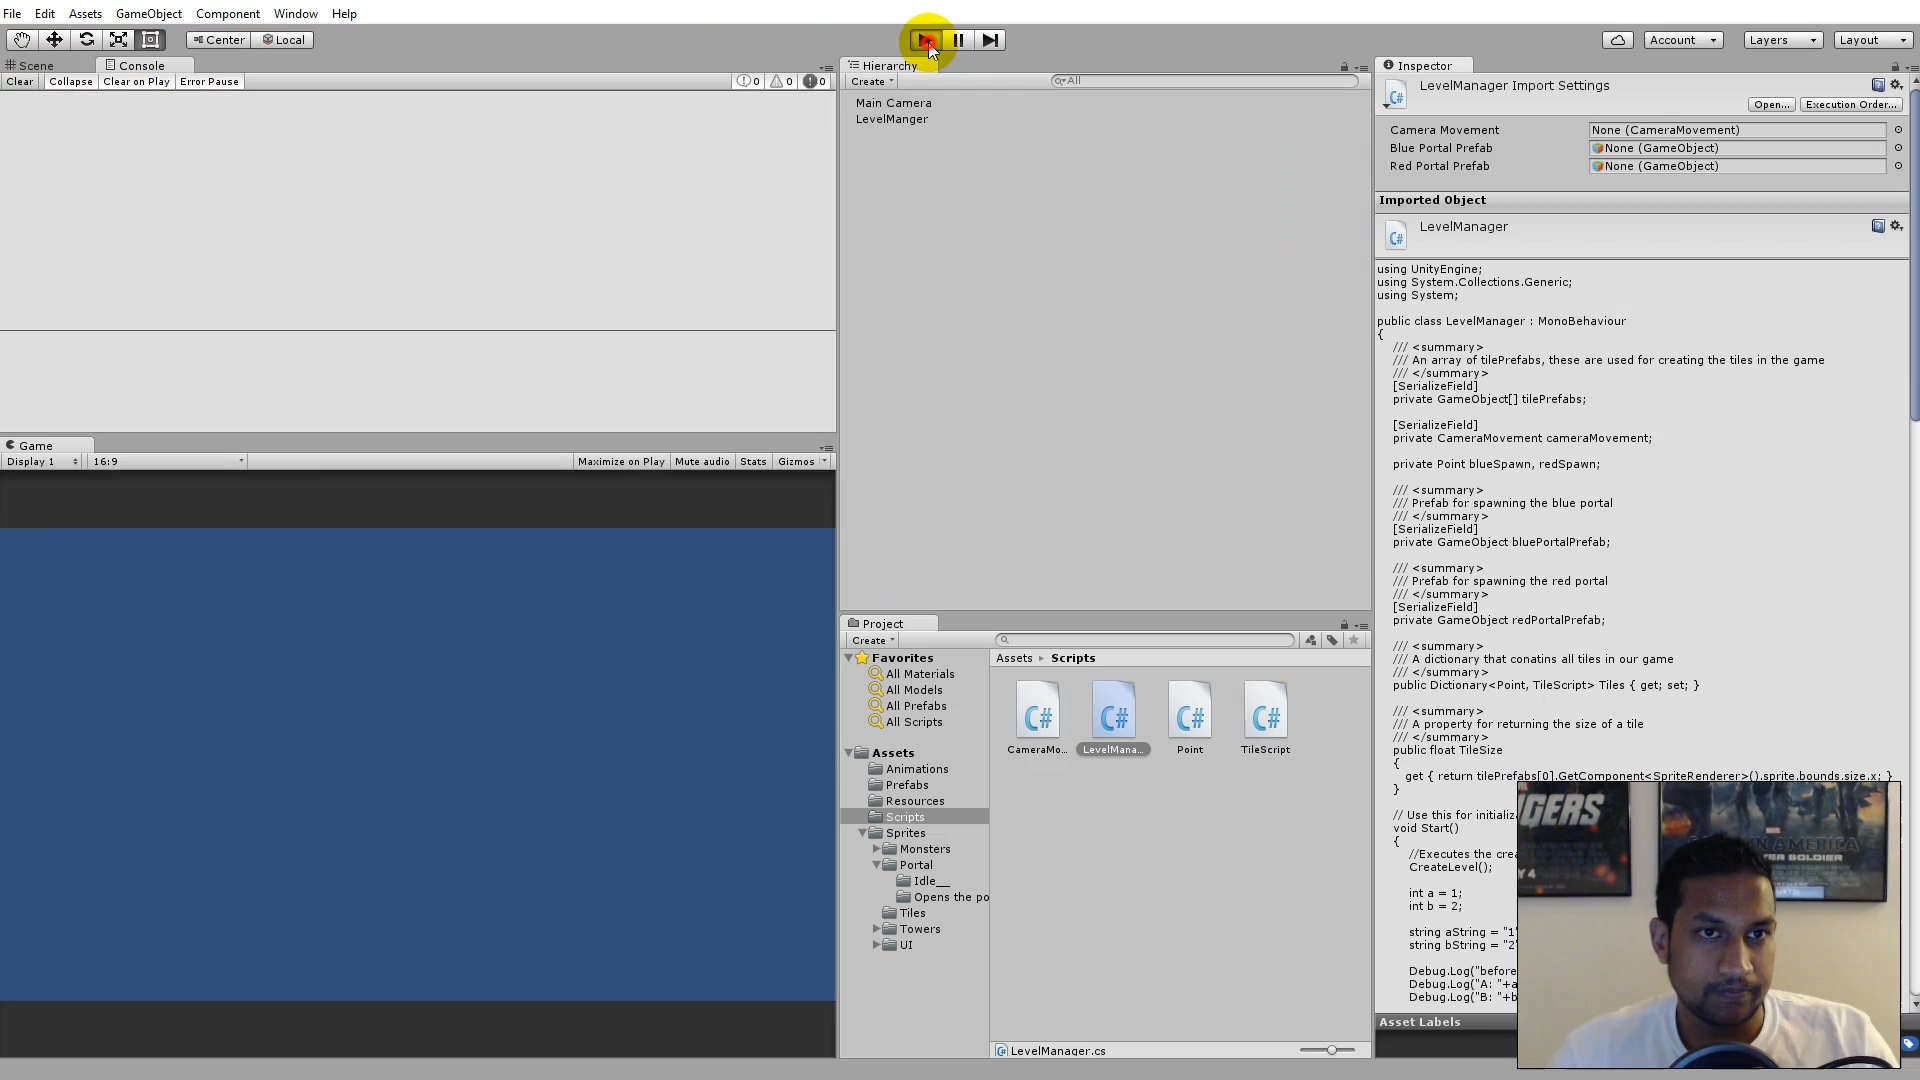 File Edit Assets GameObject Component Window Help
Center Local
Account Layers Layout
Scene Console
Clear Collapse Clear on Play Error Pause 0 0 0
Game
Display 1 16:9 Maximize on Play Mute audio Stats Gizmos
Hierarchy
Create All
Main Camera
LevelManger
Project
Create
Favorites
All Materials
All Models
All Prefabs
All Scripts
Assets
Animations
Prefabs
Resources
Scripts
Sprites
Monsters
Portal
Idle__
Opens the po
Tiles
Towers
UI
Assets Scripts
C# C# C# C#
CameraMo... LevelMana... Point TileScript
LevelManager.cs
Inspector
LevelManager Import Settings
C#
Open... Execution Order...
Camera Movement None (CameraMovement)
Blue Portal Prefab None (GameObject)
Red Portal Prefab None (GameObject)
Imported Object
LevelManager
C#
using UnityEngine;
using System.Collections.Generic;
using System;
public class LevelManager : MonoBehaviour
{
/// <summary>
/// An array of tilePrefabs, these are used for creating the tiles in the game
/// </summary>
[SerializeField]
private GameObject[] tilePrefabs;
[SerializeField]
private CameraMovement cameraMovement;
private Point blueSpawn, redSpawn;
/// <summary>
/// Prefab for spawning the blue portal
/// </summary>
[SerializeField]
private GameObject bluePortalPrefab;
/// <summary>
/// Prefab for spawning the red portal
/// </summary>
[SerializeField]
private GameObject redPortalPrefab;
/// <summary>
/// A dictionary that conatins all tiles in our game
/// </summary>
public Dictionary<Point, TileScript> Tiles { get; set; }
/// <summary>
/// A property for returning the size of a tile
/// </summary>
public float TileSize
{
get { return tilePrefabs[0].GetComponent<SpriteRenderer>().sprite.bounds.size.x; }
}
// Use this for initializ
void Start()
{
//Executes the crea
CreateLevel();
int a = 1;
int b = 2;
string aString = "1"
string bString = "2"
Debug.Log("before
Debug.Log("A: "+a
Debug.Log("B: "+b
Asset Labels